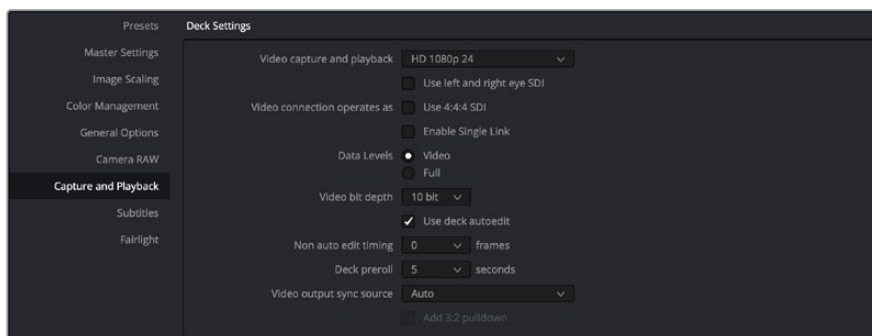 Presets
Master Settings
Image Scaling
Color Management
General Options
Camera RAW
Capture and Playback
Subtitles
Fairlight
Deck Settings
Video capture and playback HD 1080p 24
Use left and right eye SDI
Video connection operates as Use 4:4:4 SDI
Enable Single Link
Data Levels Video
Full
Video bit depth 10 bit
Use deck autoedit
Non auto edit timing 0 frames
Deck preroll 5 seconds
Video output sync source Auto
Add 3:2 pulldown